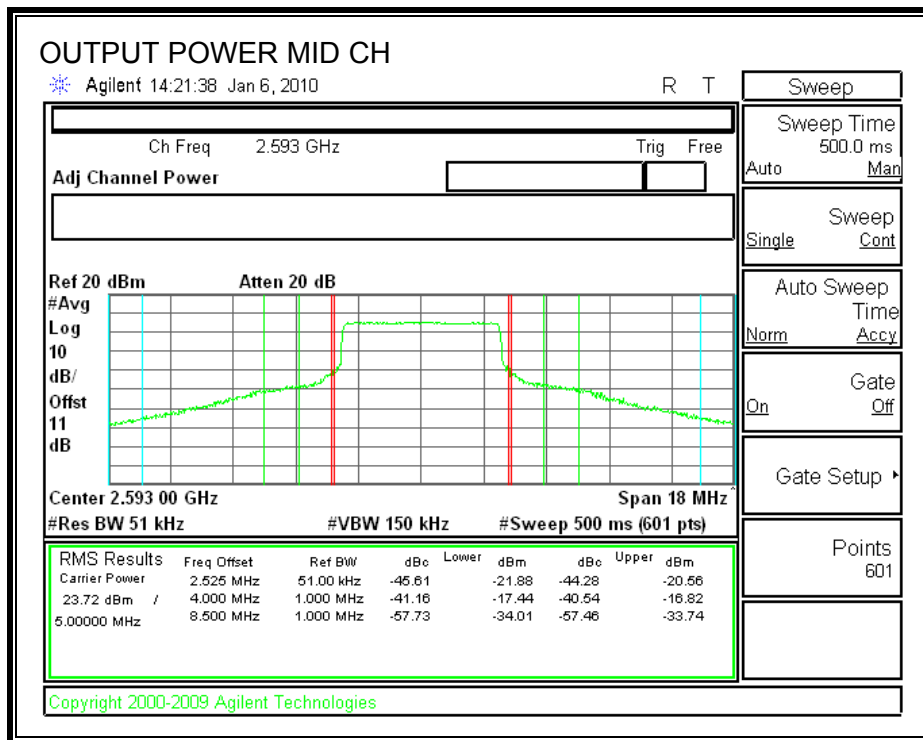 OUTPUT POWER MID CH
Agilent 14:21:38 Jan 6, 2010 R T
Ch Freq 2.593 GHz Trig Free
Adj Channel Power
Ref 20 dBm Atten 20 dB
#Avg
Log
10
dB/
Offst
11
dB
Center 2.593 00 GHz Span 18 MHz^
#Res BW 51 kHz #VBW 150 kHz #Sweep 500 ms (601 pts)
RMS Results Freq Offset Ref BW dBc Lower dBm dBc Upper dBm
Carrier Power 2.525 MHz 51.00 kHz -45.61 -21.88 -44.28 -20.56
23.72 dBm / 4.000 MHz 1.000 MHz -41.16 -17.44 -40.54 -16.82
5.00000 MHz 8.500 MHz 1.000 MHz -57.73 -34.01 -57.46 -33.74
Copyright 2000-2009 Agilent Technologies
Sweep
Sweep Time
500.0 ms
Auto Man
Sweep
Single Cont
Auto Sweep
Time
Norm Accy
Gate
On Off
Gate Setup
Points
601